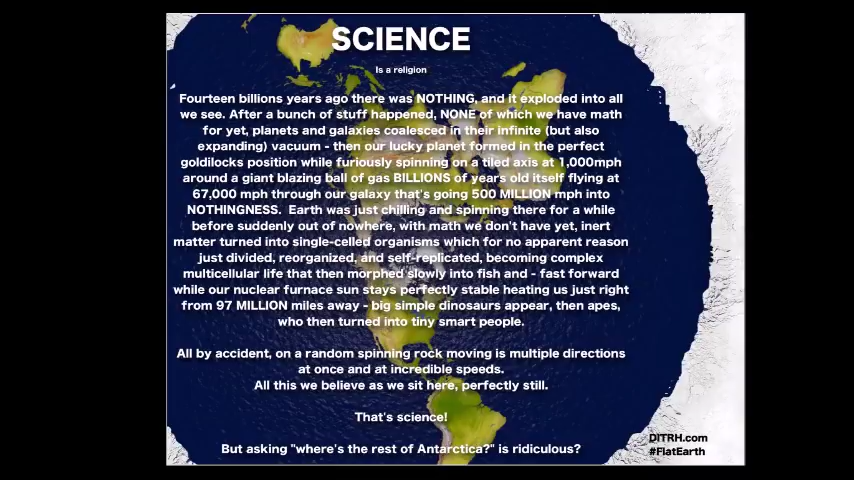 SCIENCE
Is a religion
Fourteen billions years ago there was NOTHING, and it exploded into all
we see. After a bunch of stuff happened, NONE of which we have math
for yet, planets and galaxies coalesced in their infinite (but also
expanding) vacuum - then our lucky planet formed in the perfect
goldilocks position while furiously spinning on a tiled axis at 1,000mph
around a giant blazing ball of gas BILLIONS of years old itself flying at
67,000 mph through our galaxy that's going 500 MILLION mph into
NOTHINGNESS. Earth was just chilling and spinning there for a while
before suddenly out of nowhere, with math we don't have yet, inert
matter turned into single-celled organisms which for no apparent reason
just divided, reorganized, and self-replicated, becoming complex
multicellular life that then morphed slowly into fish and - fast forward
while our nuclear furnace sun stays perfectly stable heating us just right
from 97 MILLION miles away - big simple dinosaurs appear, then apes,
who then turned into tiny smart people.
All by accident, on a random spinning rock moving is multiple directions
at once and at incredible speeds.
All this we believe as we sit here, perfectly still.
That's science!
But asking "where's the rest of Antarctica?" is ridiculous?
DITRH.com
#FlatEarth